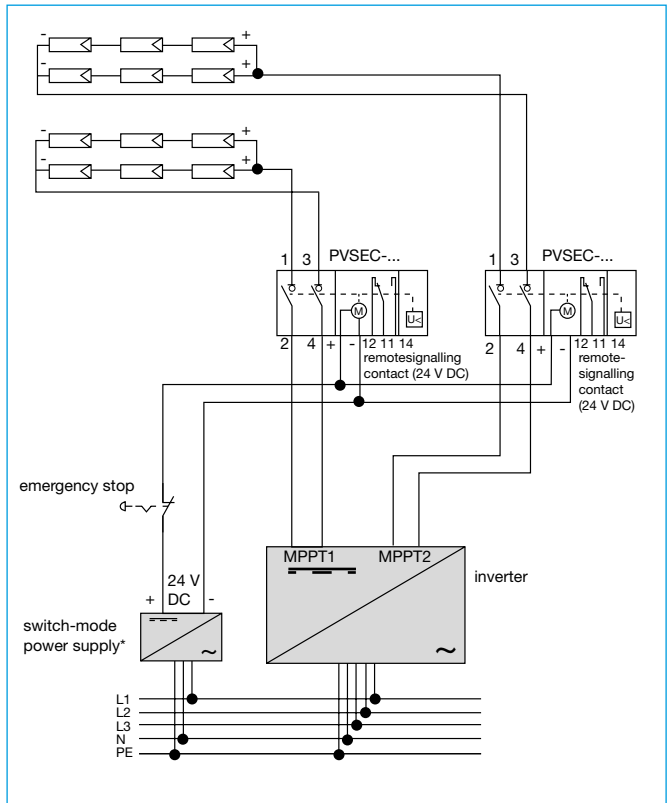 - +
- +
- +
- +
1 3 PVSEC-...
1 3 PVSEC-...
M
U<
M
U<
2 4 + - 12 11 14
2 4 + - 12 11 14
remotesignalling
contact (24 V DC)
remote-
signalling
contact
(24 V DC)
emergency stop
MPPT1 MPPT2
inverter
24 V
+ DC -
switch-mode
power supply*
~
~
L1
L2
L3
N
PE